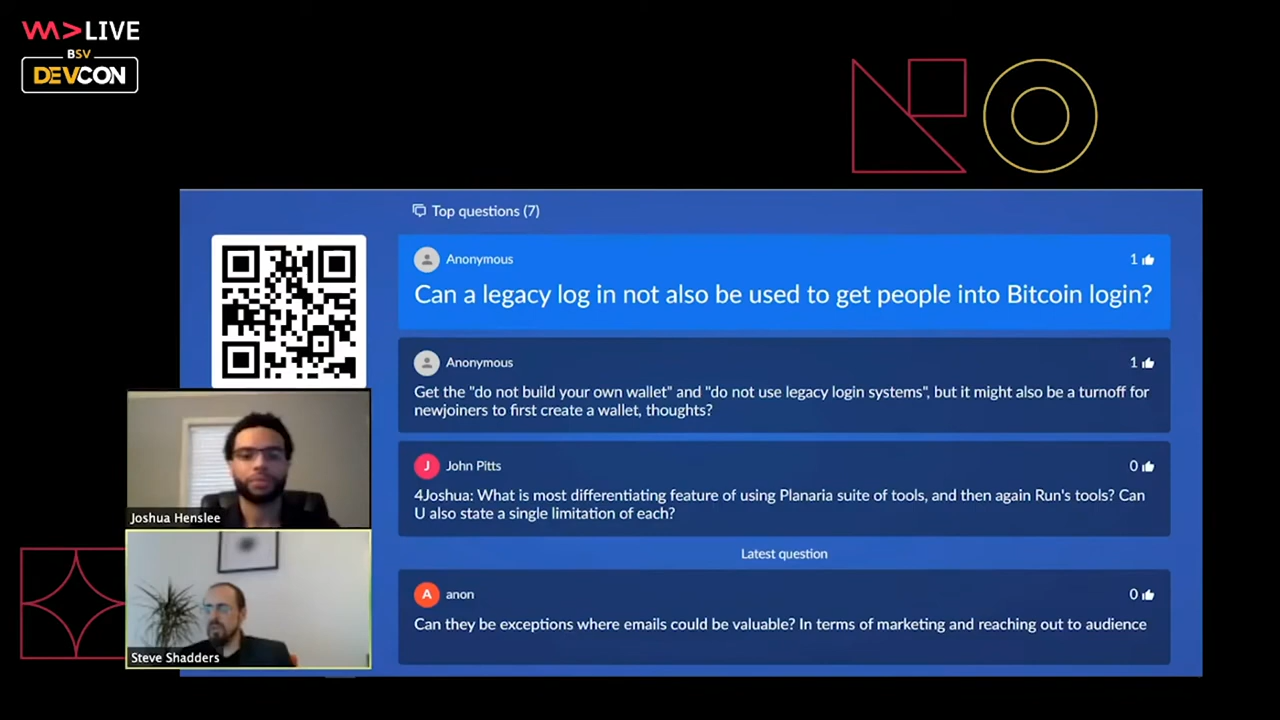 VA>LIVE
BSV
DEVCON
Top questions (7)
Anonymous
1
Can a legacy log in not also be used to get people into Bitcoin login?
Anonymous
1
Get the "do not build your own wallet" and "do not use legacy login systems", but it might also be a turnoff for
newjoiners to first create a wallet, thoughts?
J
John Pitts
0
4Joshua: What is most differentiating feature of using Planaria suite of tools, and then again Run's tools? Can
U also state a single limitation of each?
Latest question
A
anon
0
Can they be exceptions where emails could be valuable? In terms of marketing and reaching out to audience
Joshua Henslee
Steve Shadders